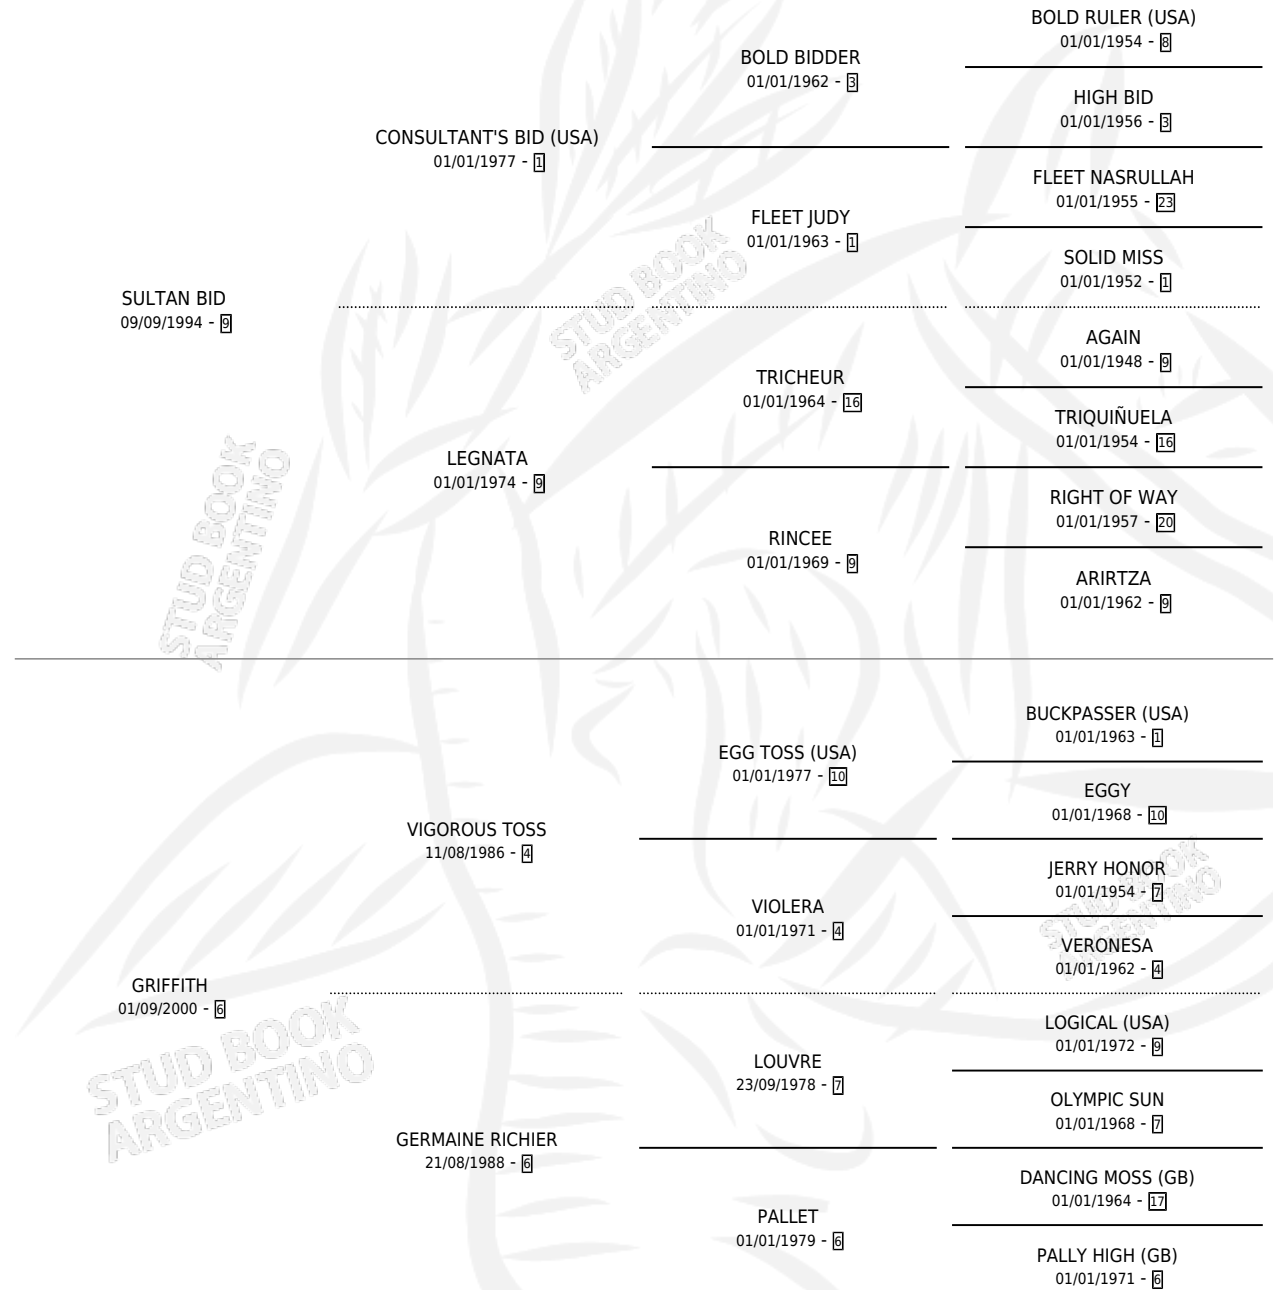 BOLD RULER (USA)
01/01/1954 - 8
BOLD BIDDER
01/01/1962 - 3
HIGH BID
01/01/1956 - 3
CONSULTANT'S BID (USA)
01/01/1977 - 1
FLEET NASRULLAH
01/01/1955 - 23
FLEET JUDY
01/01/1963 - 1
SOLID MISS
01/01/1952 - 1
SULTAN BID
09/09/1994 - 9
AGAIN
01/01/1948 - 9
TRICHEUR
01/01/1964 - 16
TRIQUIÑUELA
01/01/1954 - 16
LEGNATA
01/01/1974 - 9
RIGHT OF WAY
01/01/1957 - 20
RINCEE
01/01/1969 - 9
ARIRTZA
01/01/1962 - 9
BUCKPASSER (USA)
01/01/1963 - 1
EGG TOSS (USA)
01/01/1977 - 10
EGGY
01/01/1968 - 10
VIGOROUS TOSS
11/08/1986 - 4
JERRY HONOR
01/01/1954 - 7
VIOLERA
01/01/1971 - 4
VERONESA
01/01/1962 - 4
GRIFFITH
01/09/2000 - 6
LOGICAL (USA)
01/01/1972 - 9
LOUVRE
23/09/1978 - 7
OLYMPIC SUN
01/01/1968 - 7
GERMAINE RICHIER
21/08/1988 - 6
DANCING MOSS (GB)
01/01/1964 - 17
PALLET
01/01/1979 - 6
PALLY HIGH (GB)
01/01/1971 - 6
STUD BOOK
ARGENTINO
STUD BOOK
ARGENTINO
STUD BOOK
ARGENTINO
STUD BOOK
ARGENTINO